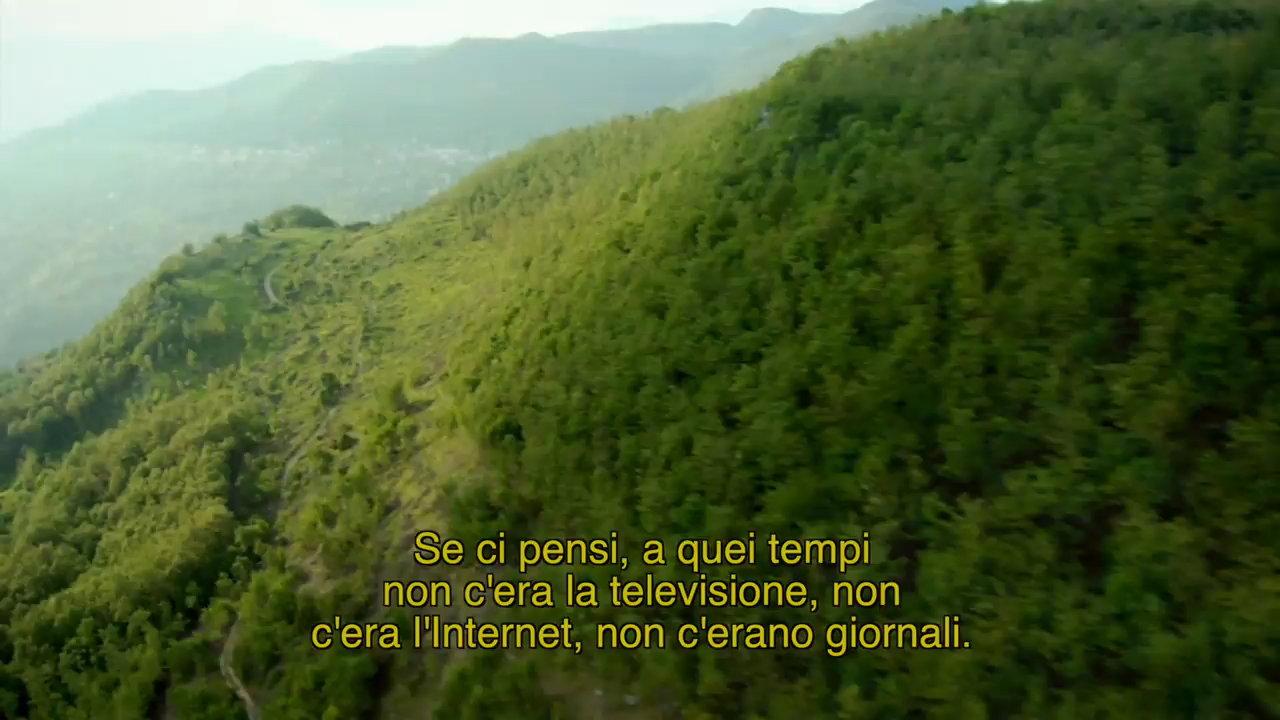 Se ci pensi, a quei tempi
non c'era la televisione, non
c'era l'Internet, non c'erano giornali.